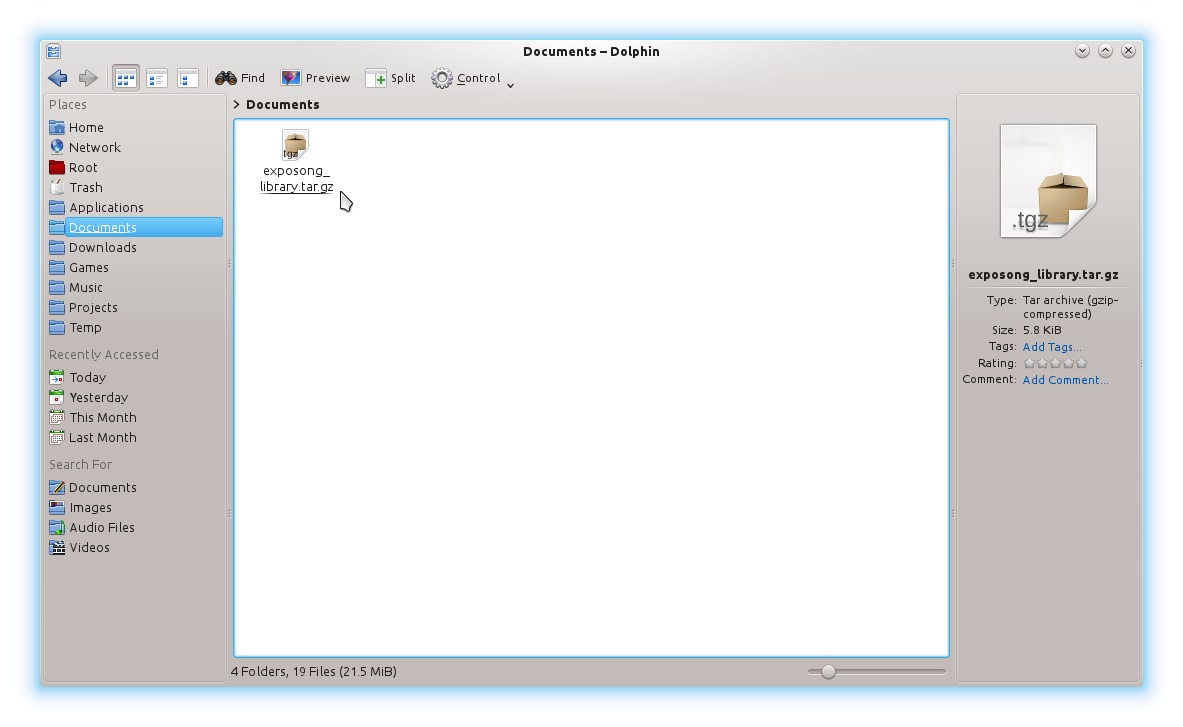 Documents – Dolphin
Find Preview Split Control
Places
Home
Network
Root
Trash
Applications
Documents
Downloads
Games
Music
Projects
Temp
Recently Accessed
Today
Yesterday
This Month
Last Month
Search For
Documents
Images
Audio Files
Videos
> Documents
tgz
exposong_
library.tar.gz
4 Folders, 19 Files (21.5 MiB)
.tgz
exposong_library.tar.gz
Type: Tar archive (gzip-
compressed)
Size: 5.8 KiB
Tags: Add Tags...
Rating:
Comment: Add Comment...